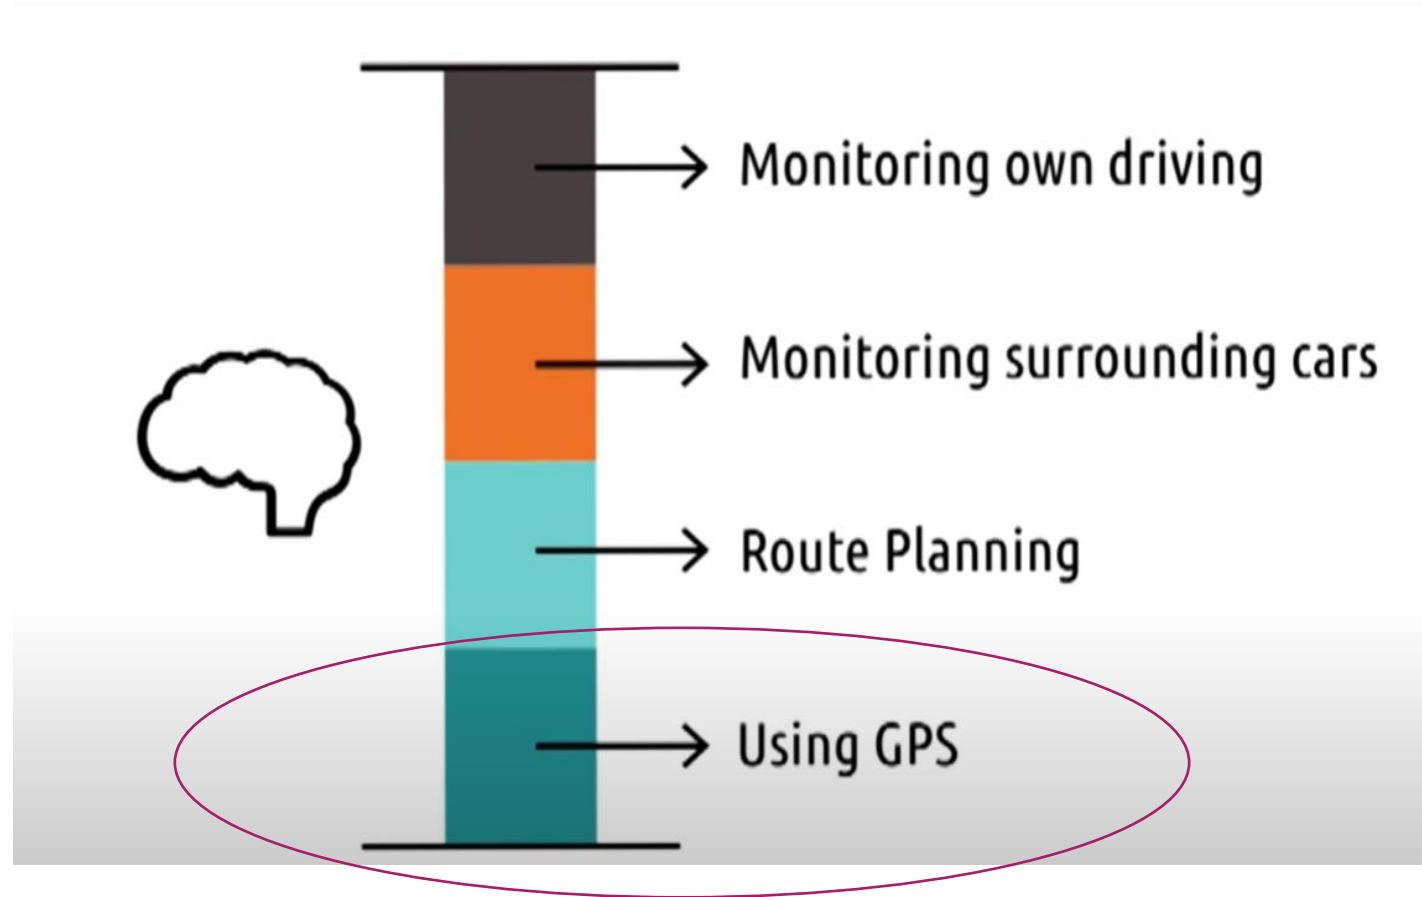 Monitoring own driving
Monitoring surrounding cars
Route Planning
Using GPS